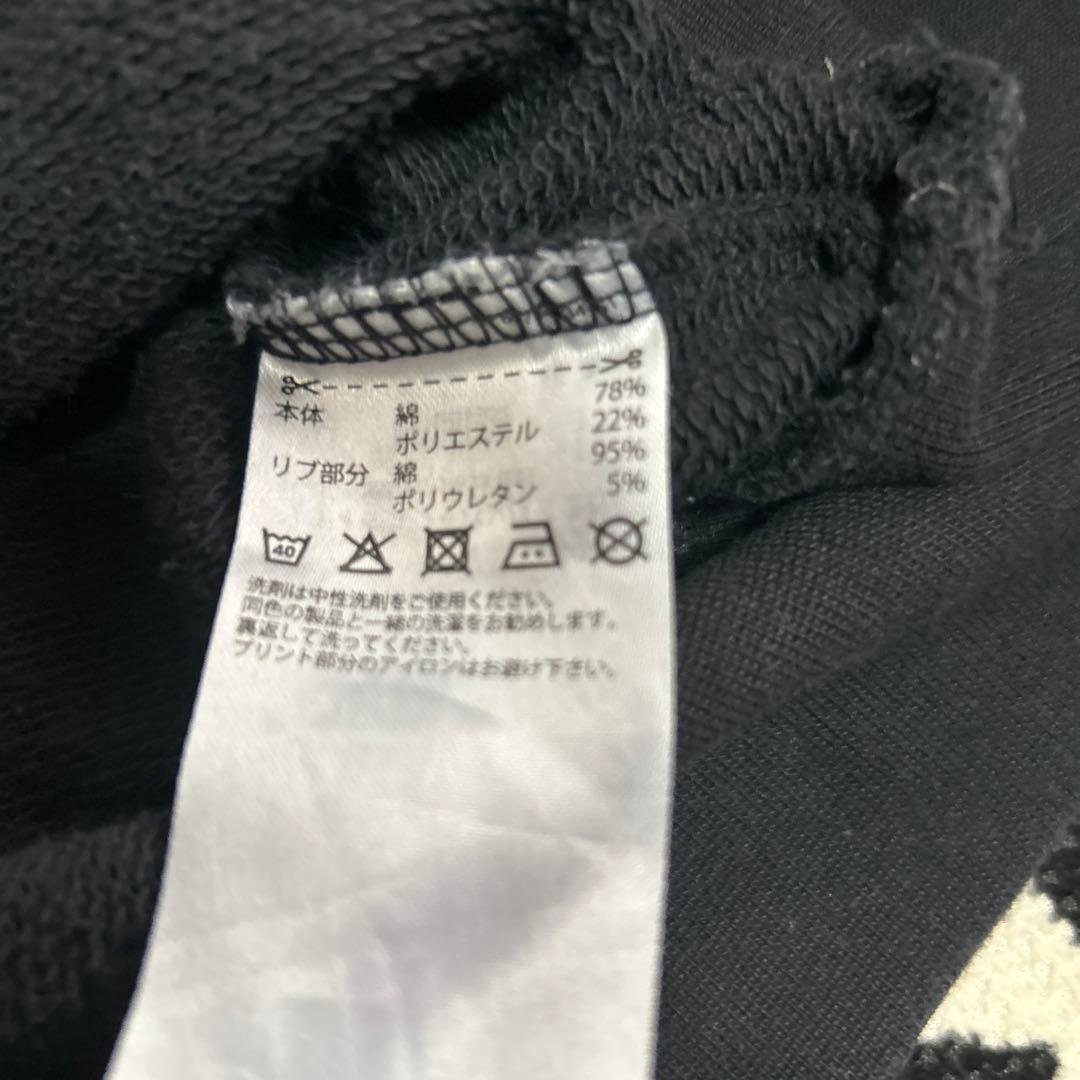 本体 綿 78%
ポリエステル 22%
リブ部分 綿 95%
ポリウレタン 5%
40
洗剤は中性洗剤をご使用ください。
同色の製品と一緒の洗濯をお勧めします。
裏返して洗ってください。
プリント部分のアイロンはお避け下さい。